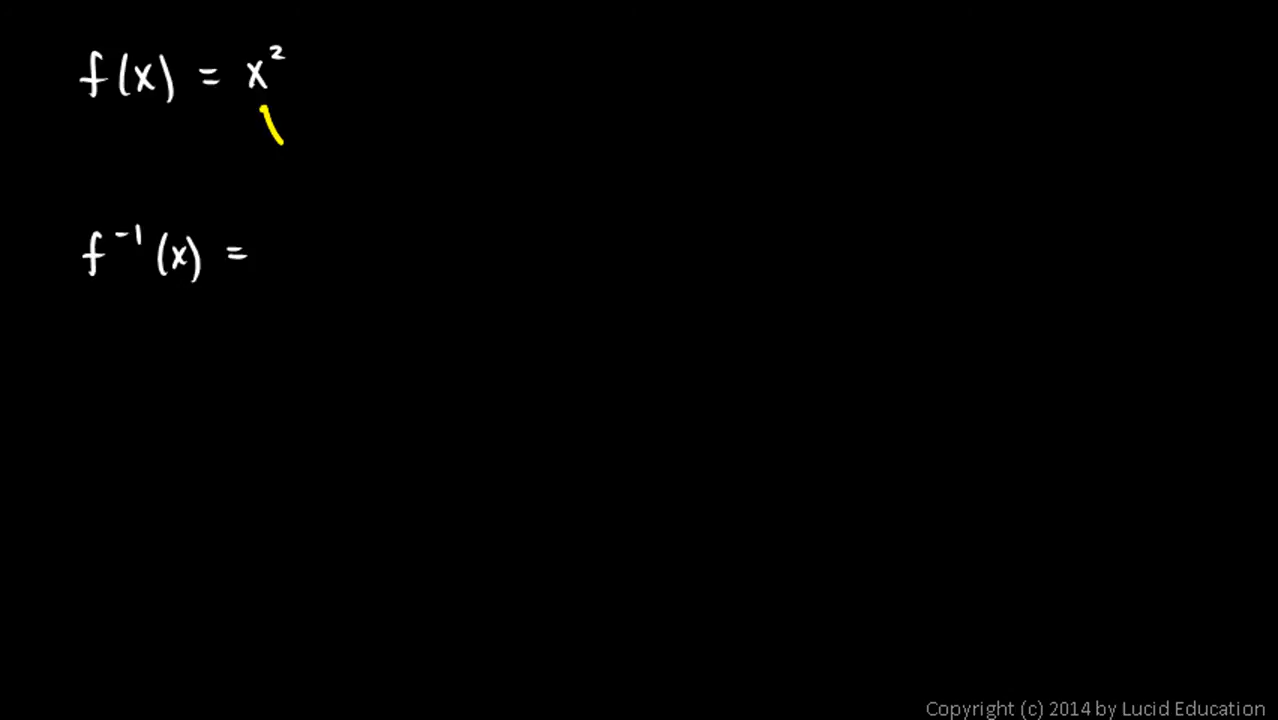 f(x) = x²
f⁻¹(x) =
Copyright (c) 2014 by Lucid Education